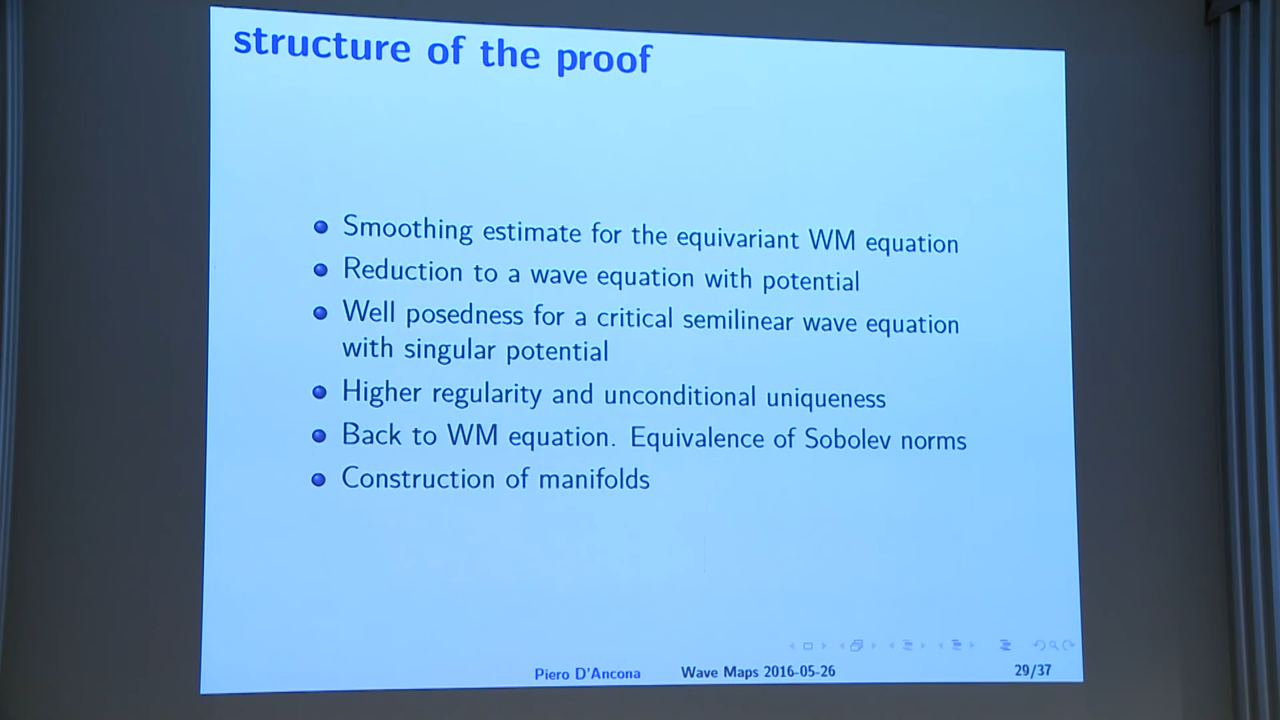 structure of the proof
Smoothing estimate for the equivariant WM equation
Reduction to a wave equation with potential
Well posedness for a critical semilinear wave equation
with singular potential
Higher regularity and unconditional uniqueness
Back to WM equation. Equivalence of Sobolev norms
Construction of manifolds
Piero D'Ancona Wave Maps 2016-05-26 29/37